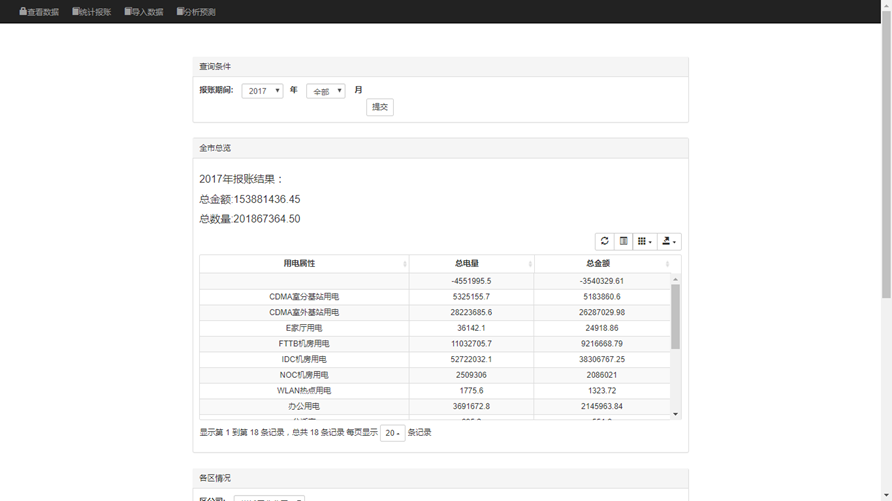 查看数据 统计报账 导入数据 分析预测
查询条件
报账期间: 2017 年 全部 月
提交
全市总览
2017年报账结果：
总金额:153881436.45
总数量:201867364.50
用电属性 总电量 总金额
-4551995.5 -3540329.61
CDMA室分基站用电 5325155.7 5183860.6
CDMA室外基站用电 28223685.6 26287029.98
E家厅用电 36142.1 24918.86
FTTB机房用电 11032705.7 9216668.79
IDC机房用电 52722032.1 38306767.25
NOC机房用电 2509306 2086021
WLAN热点用电 1775.6 1323.72
办公用电 3691672.8 2145963.84
显示第 1 到第 18 条记录，总共 18 条记录 每页显示 20 条记录
各区情况